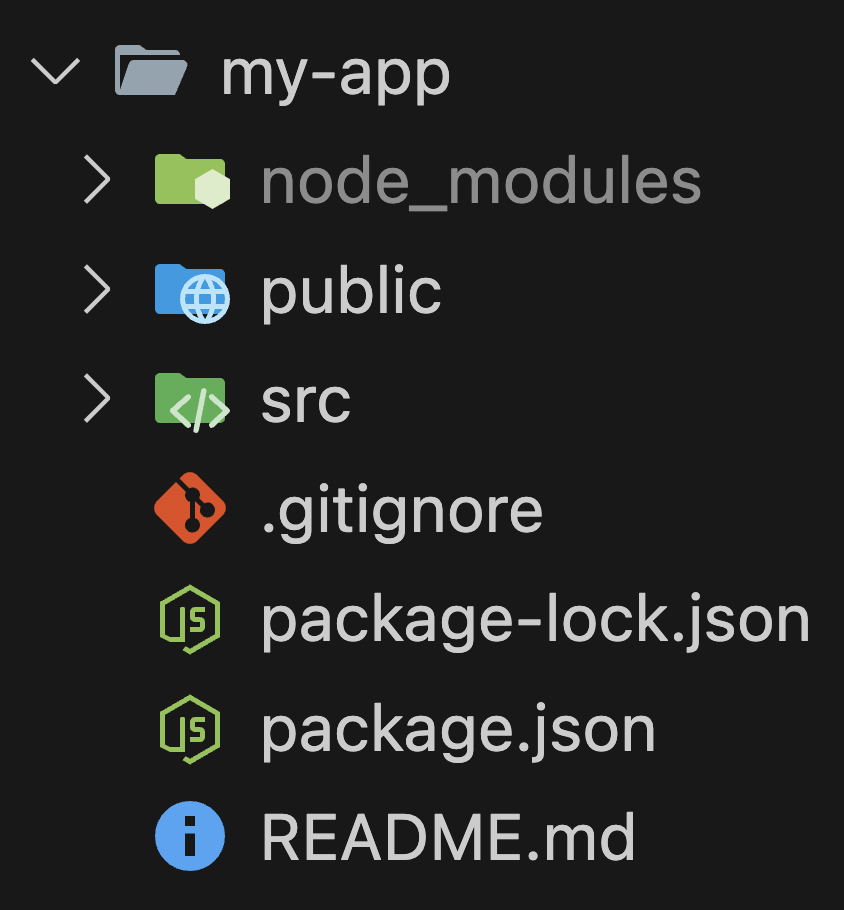 my-app
node_modules
public
src
.gitignore
package-lock.json
package.json
README.md